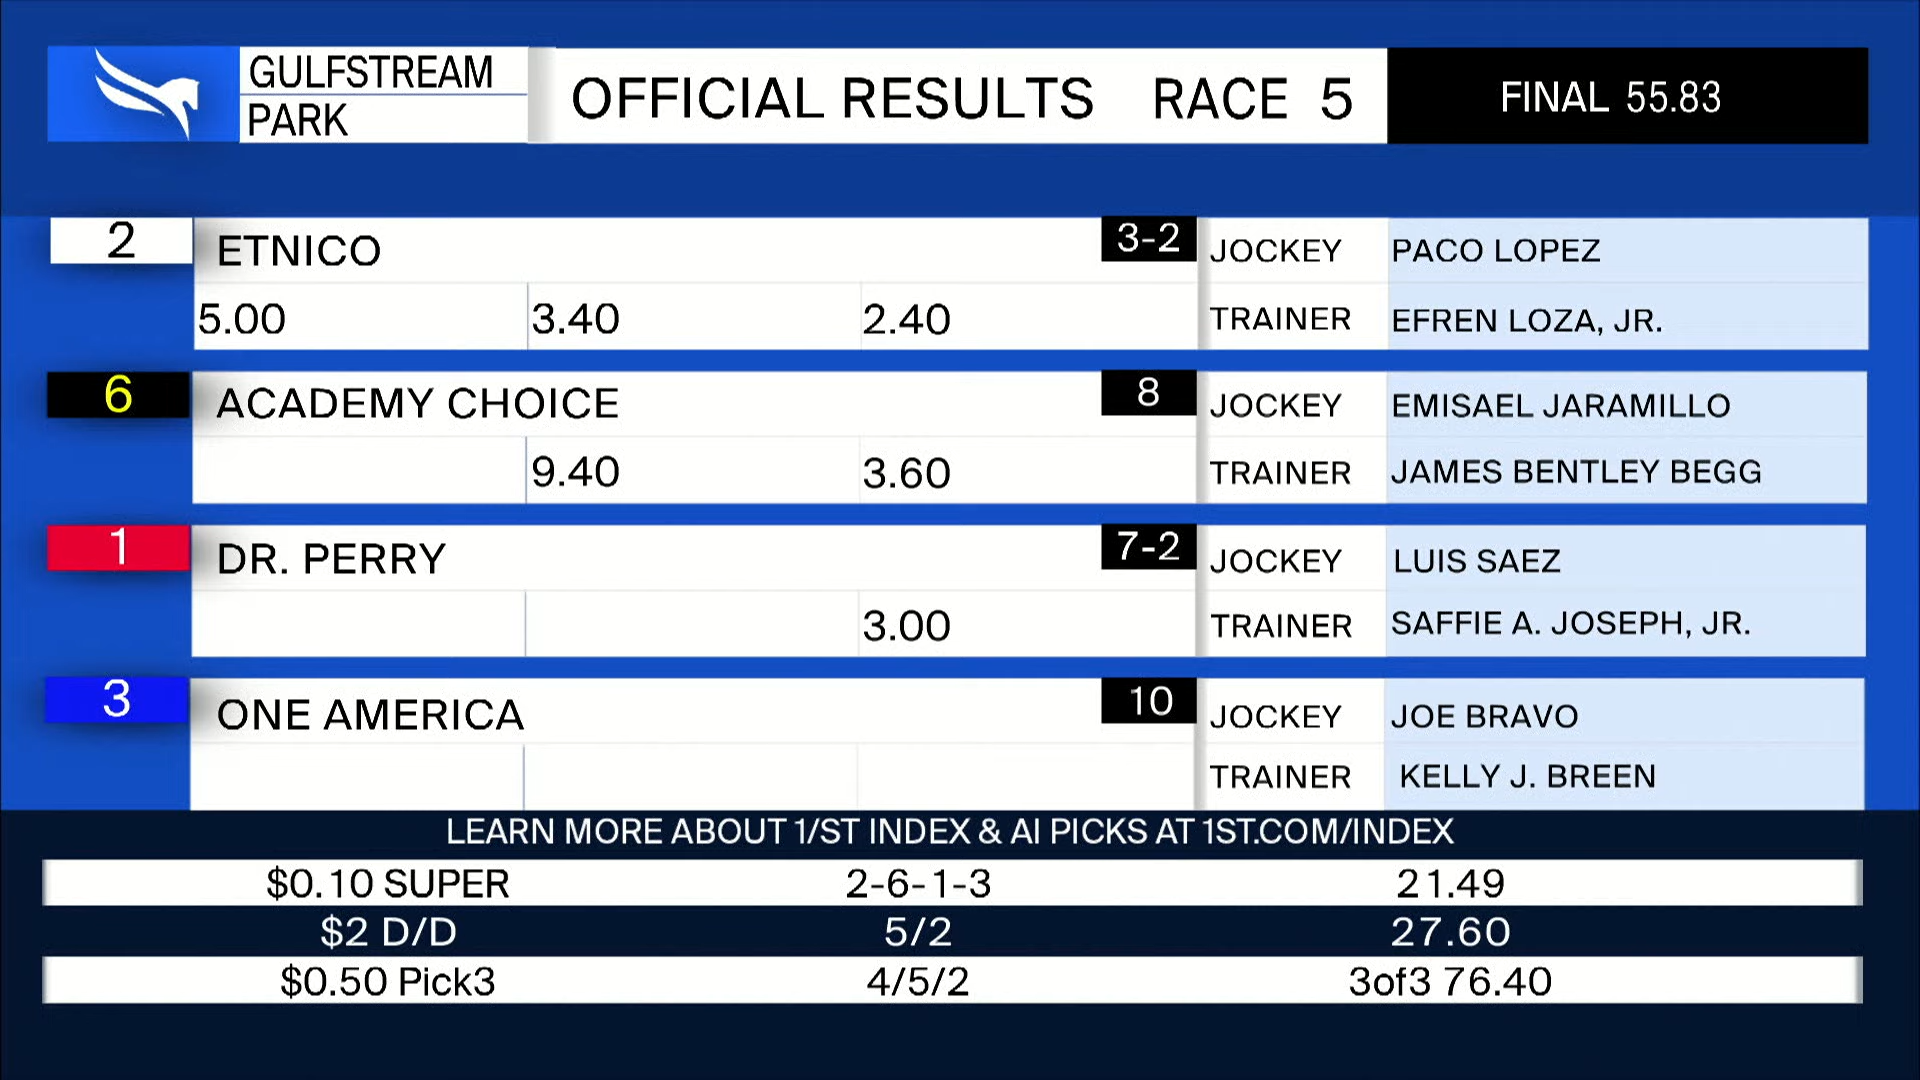 GULFSTREAM
PARK
OFFICIAL RESULTS RACE 5
FINAL 55.83
2 ETNICO 3-2 JOCKEY PACO LOPEZ
5.00 3.40 2.40 TRAINER EFREN LOZA, JR.
6 ACADEMY CHOICE 8 JOCKEY EMISAEL JARAMILLO
9.40 3.60 TRAINER JAMES BENTLEY BEGG
1 DR. PERRY 7-2 JOCKEY LUIS SAEZ
3.00 TRAINER SAFFIE A. JOSEPH, JR.
3 ONE AMERICA 10 JOCKEY JOE BRAVO
TRAINER KELLY J. BREEN
LEARN MORE ABOUT 1/ST INDEX & AI PICKS AT 1ST.COM/INDEX
$0.10 SUPER 2-6-1-3 21.49
$2 D/D 5/2 27.60
$0.50 Pick3 4/5/2 3of3 76.40